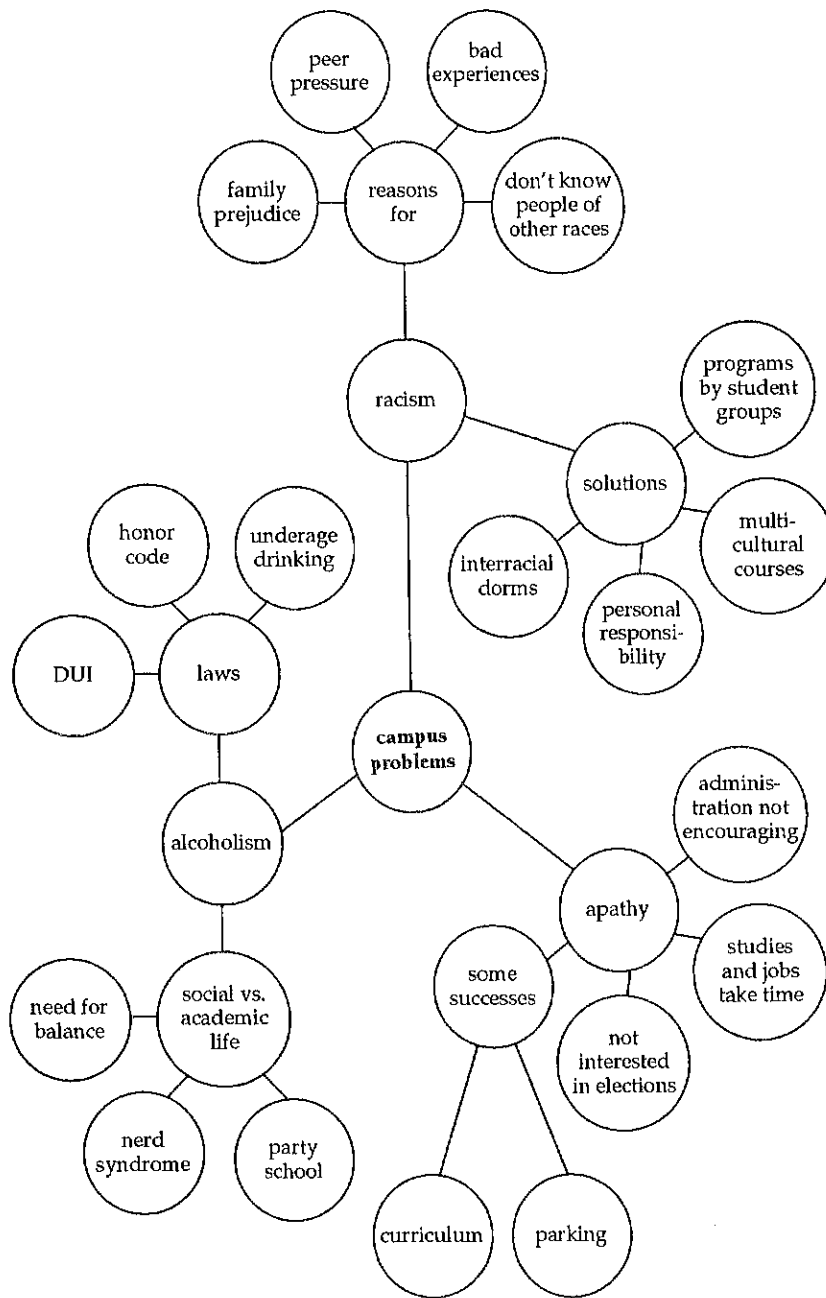 peer
pressure
bad
experiences
family
prejudice
reasons
for
don't know
people of
other races
racism
programs
by student
groups
solutions
multi-
cultural
courses
interracial
dorms
personal
responsi-
bility
honor
code
underage
drinking
DUI
laws
campus
problems
alcoholism
adminis-
tration not
encouraging
apathy
studies
and jobs
take time
some
successes
not
interested
in elections
need for
balance
social vs.
academic
life
nerd
syndrome
party
school
curriculum
parking